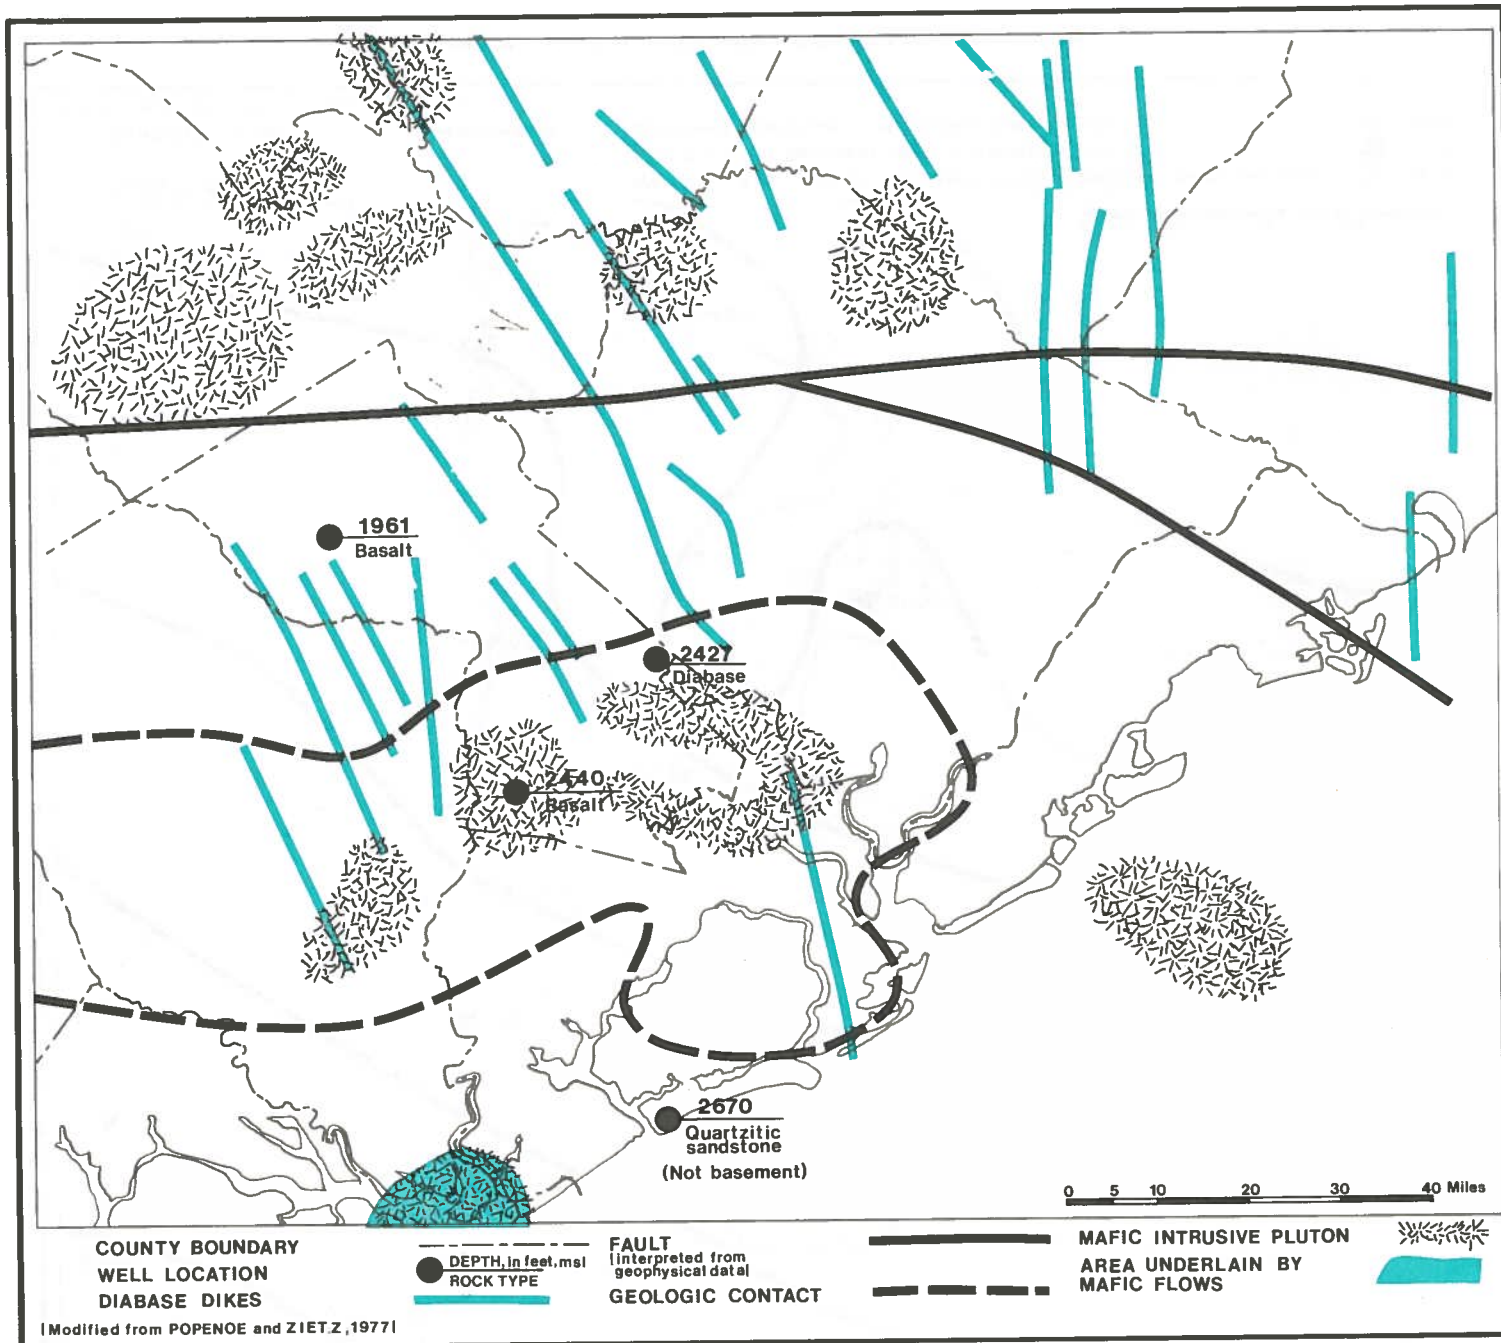 1961
Basalt
2427
Diabase
2440
Basalt
2670
Quartzitic
sandstone
(Not basement)
0 5 10 20 30 40 Miles
COUNTY BOUNDARY
WELL LOCATION
DEPTH, in feet, msl
ROCK TYPE
DIABASE DIKES
FAULT
(interpreted from
geophysical data)
GEOLOGIC CONTACT
MAFIC INTRUSIVE PLUTON
AREA UNDERLAIN BY
MAFIC FLOWS
(Modified from POPENOE and ZIETZ, 1977)